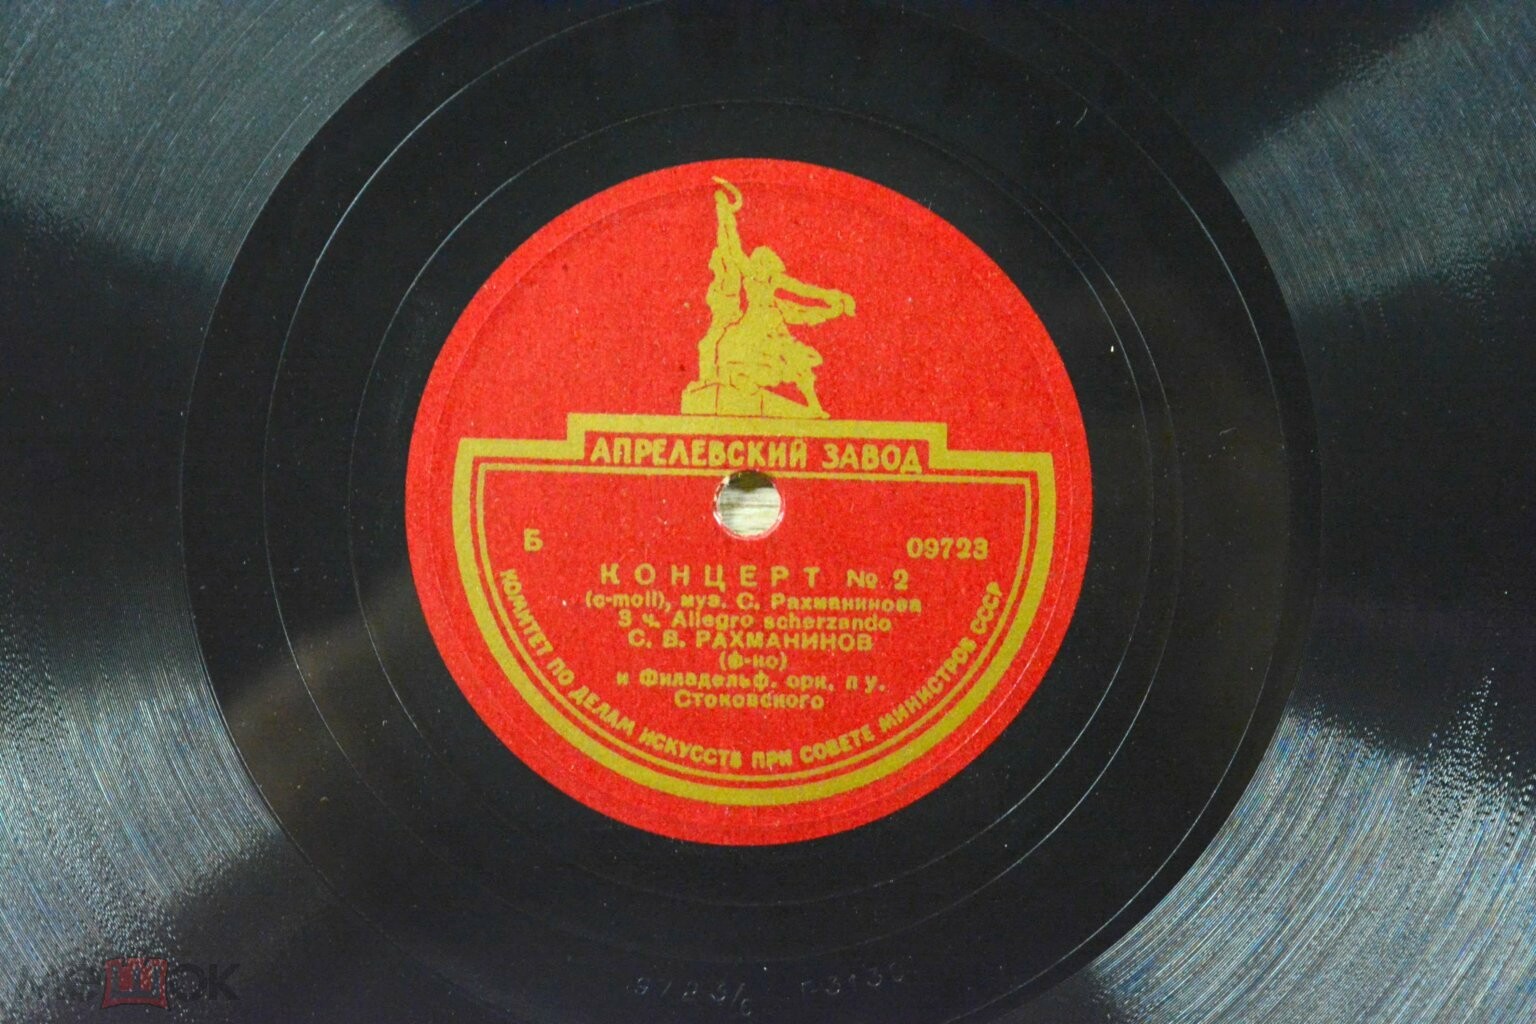 АПРЕЛЕВСКИЙ ЗАВОД
Б 09723
КОНЦЕРТ № 2
(c-moll), муз. С. Рахманинова
3 ч. Allegro scherzando
С. В. РАХМАНИНОВ
(ф-но)
и Филадельф. орк. п/у.
Стоковского
КОМИТЕТ ПО ДЕЛАМ ИСКУССТВ ПРИ СОВЕТЕ МИНИСТРОВ СССР
мешок